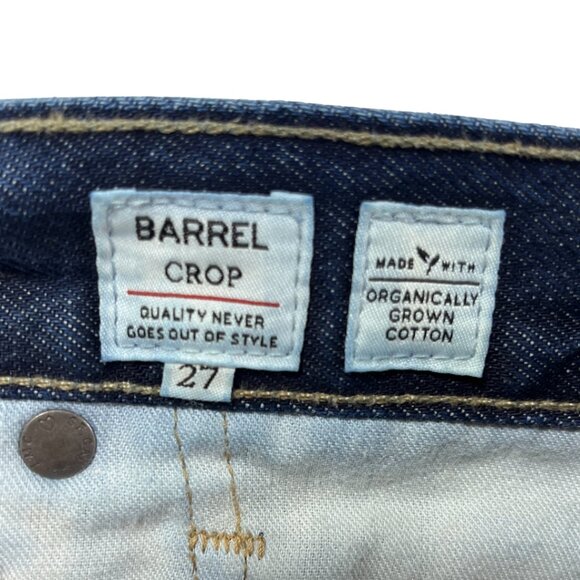 BARREL
CROP
QUALITY NEVER
GOES OUT OF STYLE
27
MADE WITH
ORGANICALLY
GROWN
COTTON